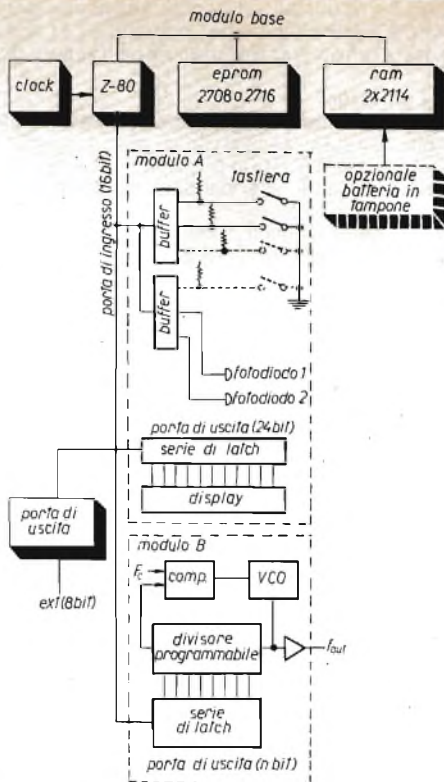 modulo base
clock
Z-80
eprom
2708 o 2716
ram
2x2114
opzionale
batteria in
tampone
porta di ingresso (16bit)
modulo A
tastiera
buffer
buffer
fotodiodo 1
fotodiodo 2
porta di uscita (24bit)
serie di latch
display
porta di
uscita
ext (8bit)
modulo B
Fc
comp.
VCO
divisore
programmabile
fout
serie
di latch
porta di uscita (n bit)